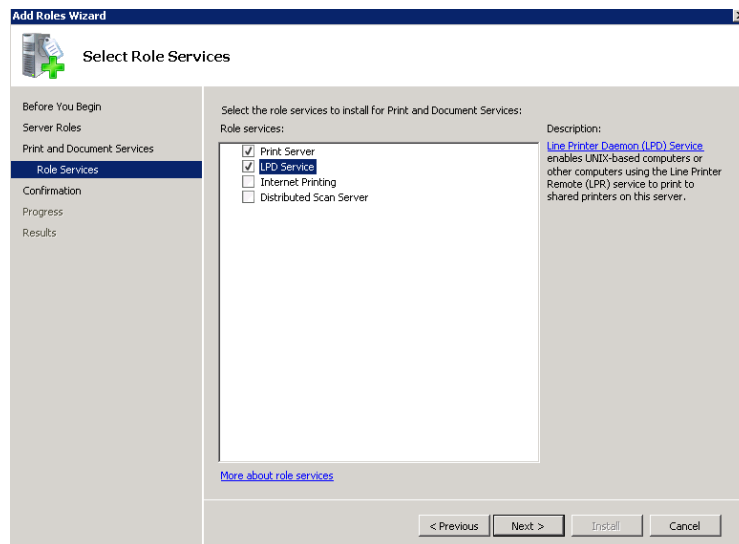 Add Roles Wizard
Select Role Services
Before You Begin
Server Roles
Print and Document Services
Role Services
Confirmation
Progress
Results
Select the role services to install for Print and Document Services:
Role services:
Print Server
LPD Service
Internet Printing
Distributed Scan Server
More about role services
Description:
Line Printer Daemon (LPD) Service
enables UNIX-based computers or
other computers using the Line Printer
Remote (LPR) service to print to
shared printers on this server.
< Previous
Next >
Install
Cancel